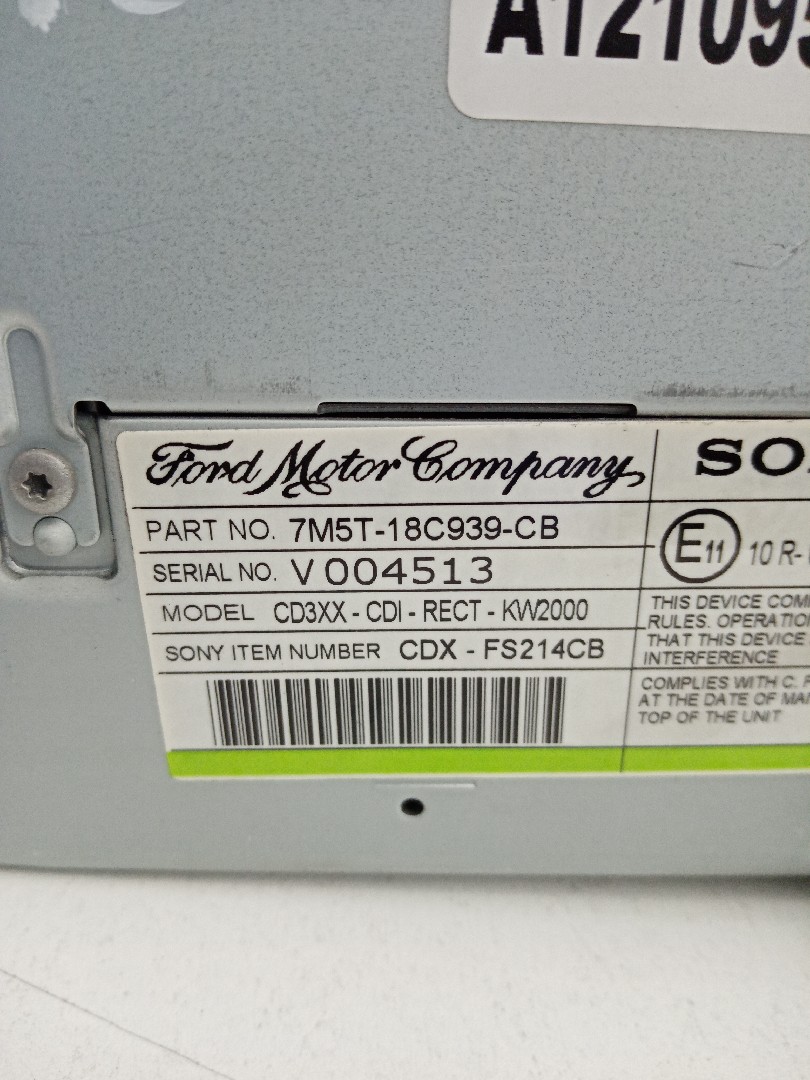 A12109
Ford Motor Company
SO
PART NO. 7M5T-18C939-CB
SERIAL NO. V004513
E11 10 R-
MODEL CD3XX - CDI - RECT - KW2000
SONY ITEM NUMBER CDX - FS214CB
THIS DEVICE COM
RULES. OPERATIO
THAT THIS DEVICE
INTERFERENCE
COMPLIES WITH C. F
AT THE DATE OF MA
TOP OF THE UNIT